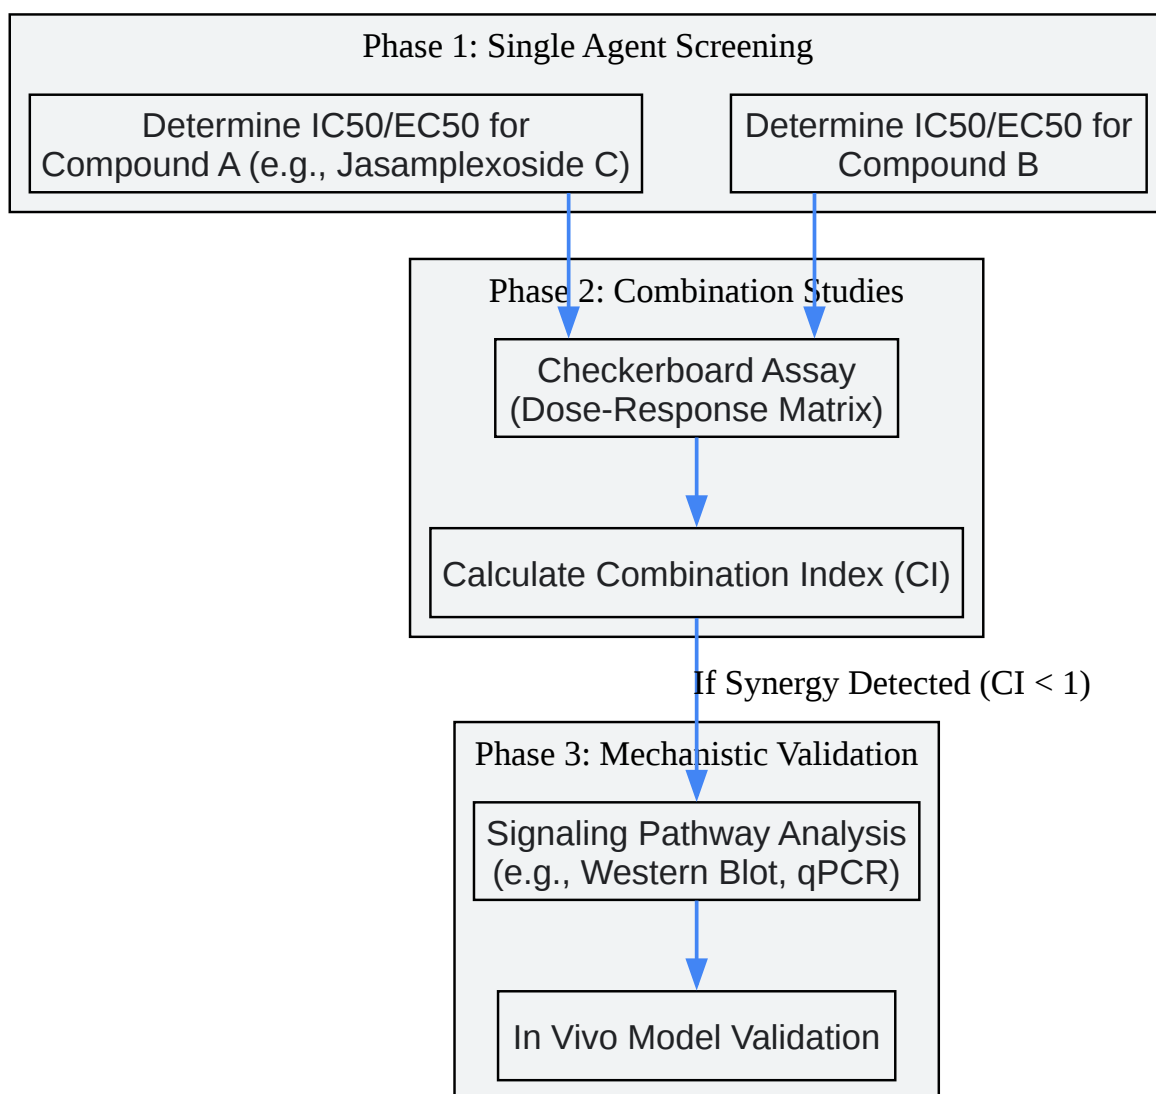 Phase 1: Single Agent Screening
Determine IC50/EC50 for
Compound A (e.g., Jasamplexoside C)
Determine IC50/EC50 for
Compound B
Phase 2: Combination Studies
Checkerboard Assay
(Dose-Response Matrix)
Calculate Combination Index (CI)
If Synergy Detected (CI < 1)
Phase 3: Mechanistic Validation
Signaling Pathway Analysis
(e.g., Western Blot, qPCR)
In Vivo Model Validation